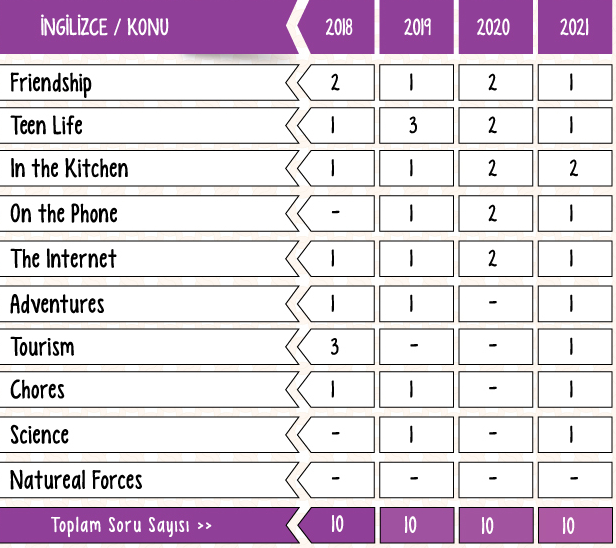 İNGİLİZCE / KONU 2018 2019 2020 2021
Friendship 2 1 2 1
Teen Life 1 3 2 1
In the Kitchen 1 1 2 2
On the Phone - 1 2 1
The Internet 1 1 2 1
Adventures 1 1 - 1
Tourism 3 - - 1
Chores 1 1 - 1
Science - 1 - 1
Natureal Forces - - - -
Toplam Soru Sayısı >> 10 10 10 10